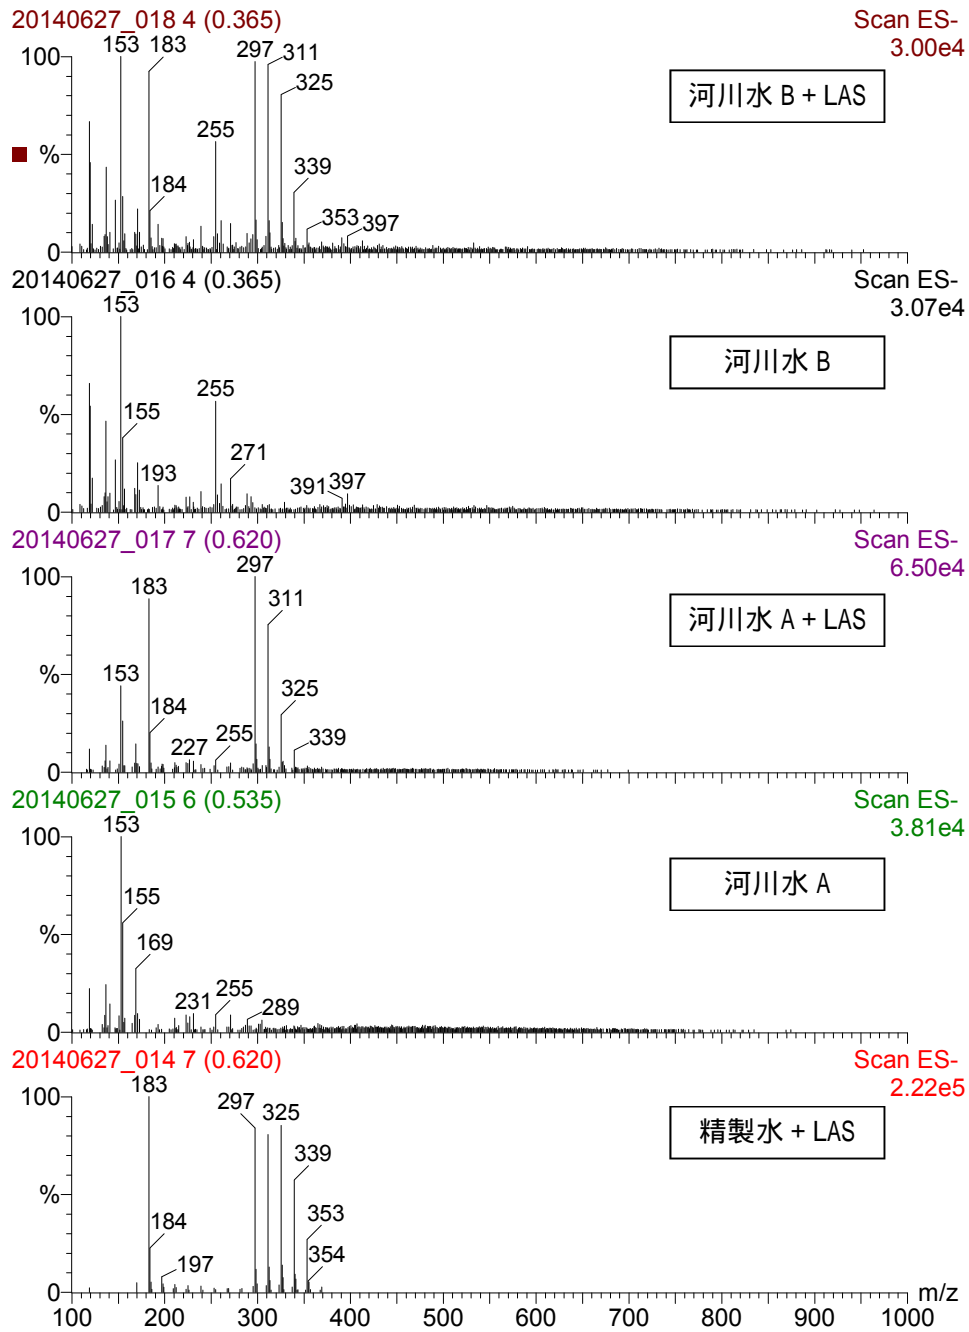 20140627_018 4 (0.365)
Scan ES-
3.00e4
153
183
297
311
325
255
184
339
353
397
100
%
0
河川水 B + LAS
20140627_016 4 (0.365)
Scan ES-
3.07e4
153
255
155
193
271
391
397
100
%
0
河川水 B
20140627_017 7 (0.620)
Scan ES-
6.50e4
297
183
311
153
325
184
255
227
339
100
%
0
河川水 A + LAS
20140627_015 6 (0.535)
Scan ES-
3.81e4
153
155
169
231
255
289
100
%
0
河川水 A
20140627_014 7 (0.620)
Scan ES-
2.22e5
183
297
325
339
184
353
197
354
100
%
0
精製水 + LAS
m/z
100 200 300 400 500 600 700 800 900 1000